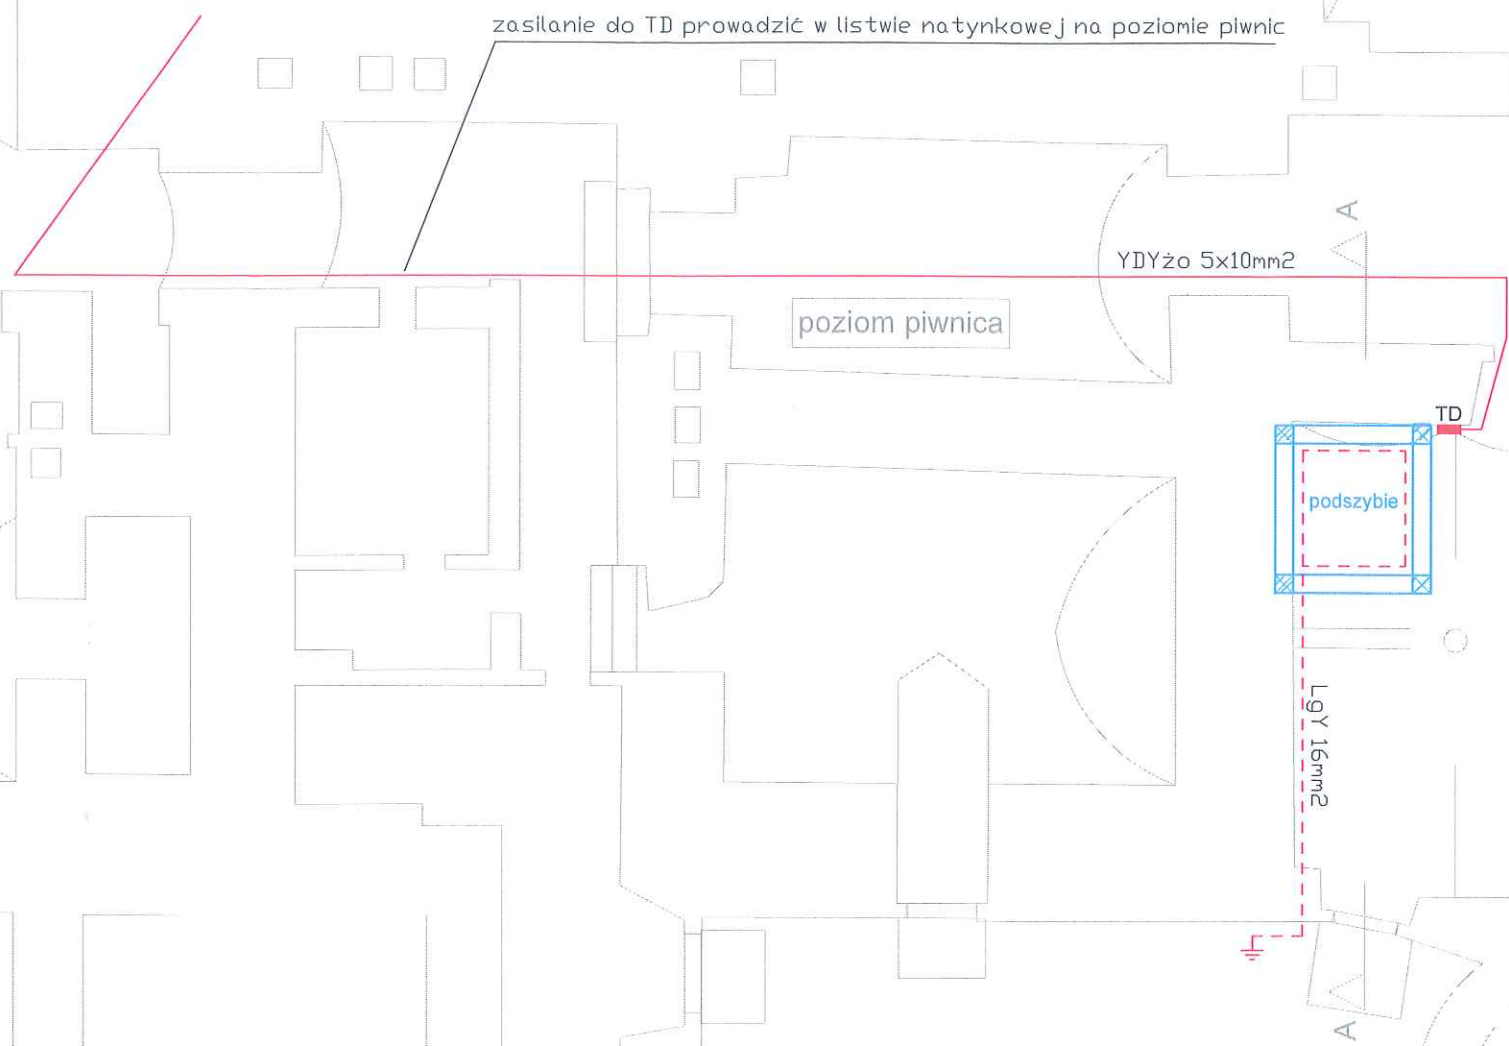 zasilanie do TD prowadzić w listwie natynkowej na poziomie piwnic
A
YDYżo 5x10mm2
poziom piwnica
TD
podszybie
LgY 16mm2
A